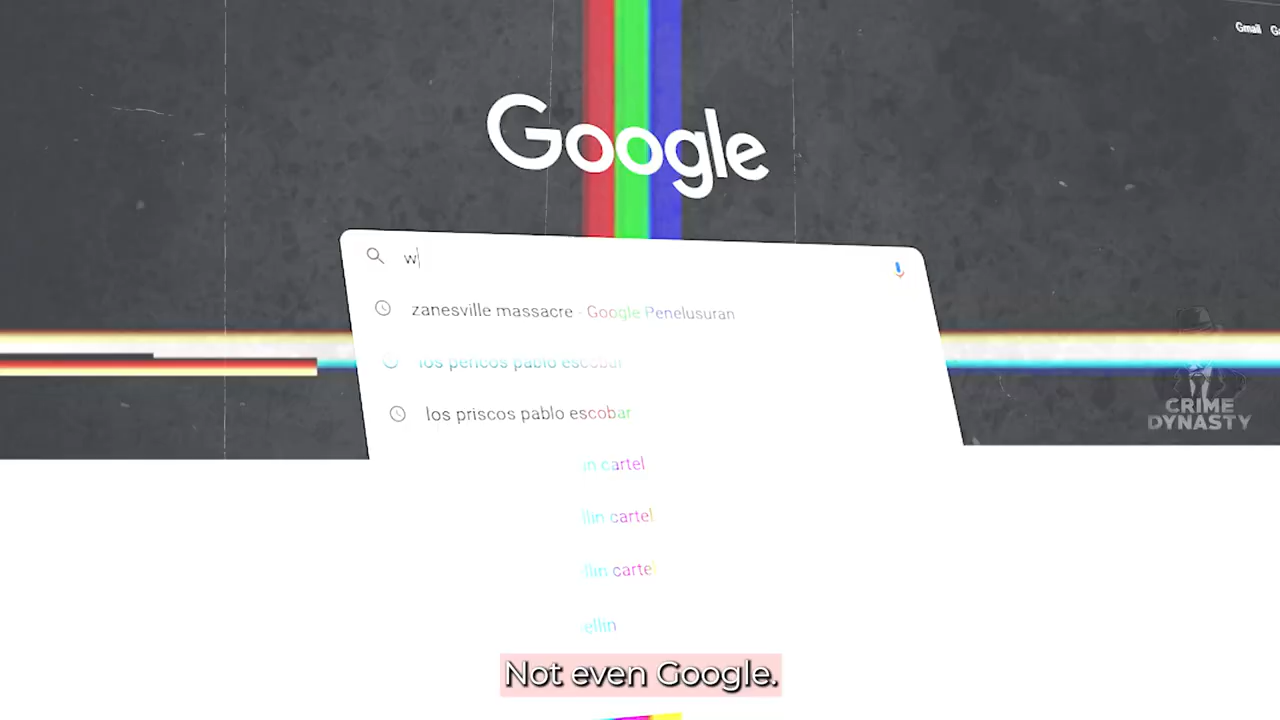 Gmail
Google
w
zanesville massacre - Google Penelusuran
los pericos pablo escobar
los priscos pablo escobar
in cartel
llin cartel
ellin cartel
ellin
CRIME
DYNASTY
Not even Google.